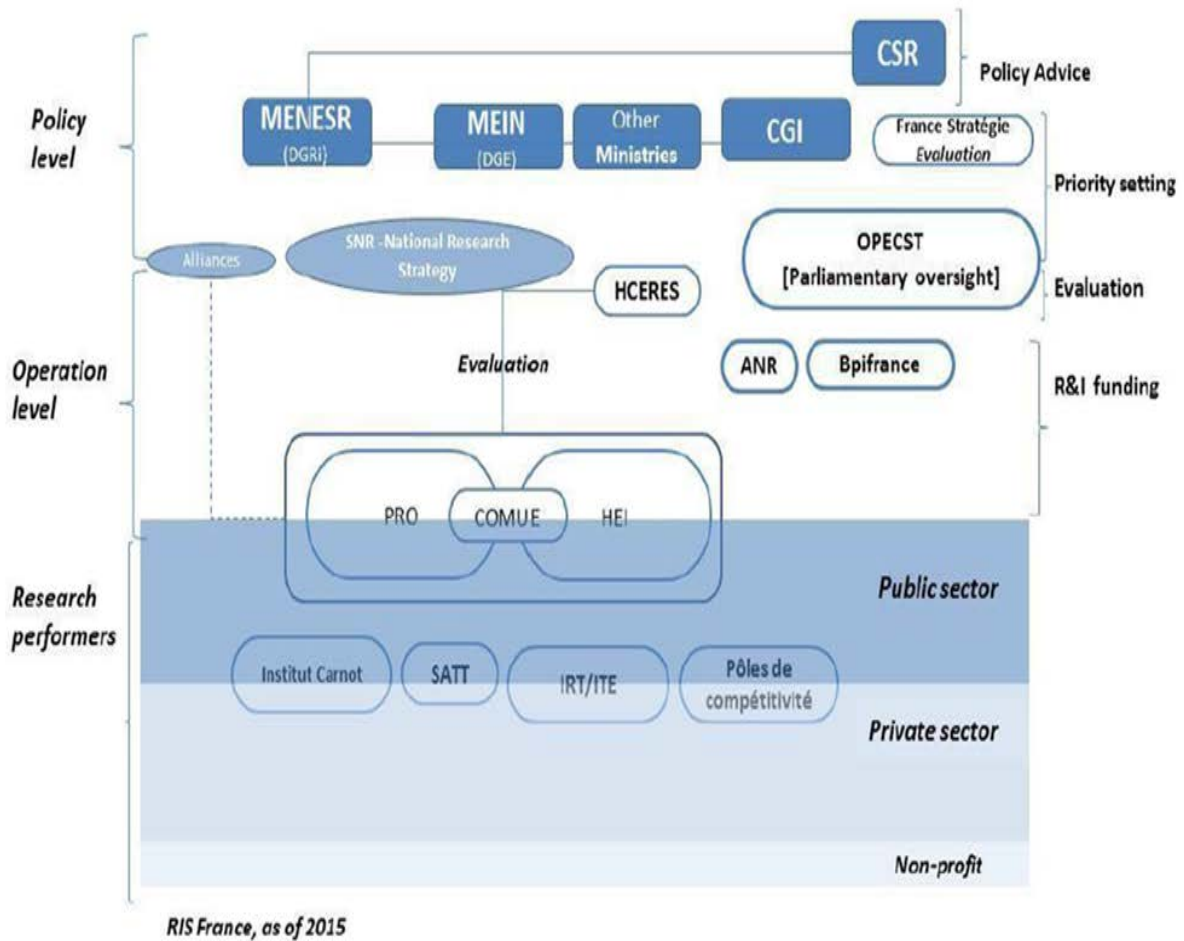 CSR
Policy Advice
Policy
level
MENESR
(DGRi)
MEIN
(DGE)
Other
Ministries
CGI
France Stratégie
Evaluation
Priority setting
OPECST
[Parliamentary oversight]
Alliances
SNR -National Research
Strategy
HCERES
Evaluation
Operation
level
Evaluation
ANR
Bpifrance
R&I funding
PRO
COMUE
HEI
Research
performers
Public sector
Institut Carnot
SATT
IRT/ITE
Pôles de
compétitivité
Private sector
Non-profit
RIS France, as of 2015